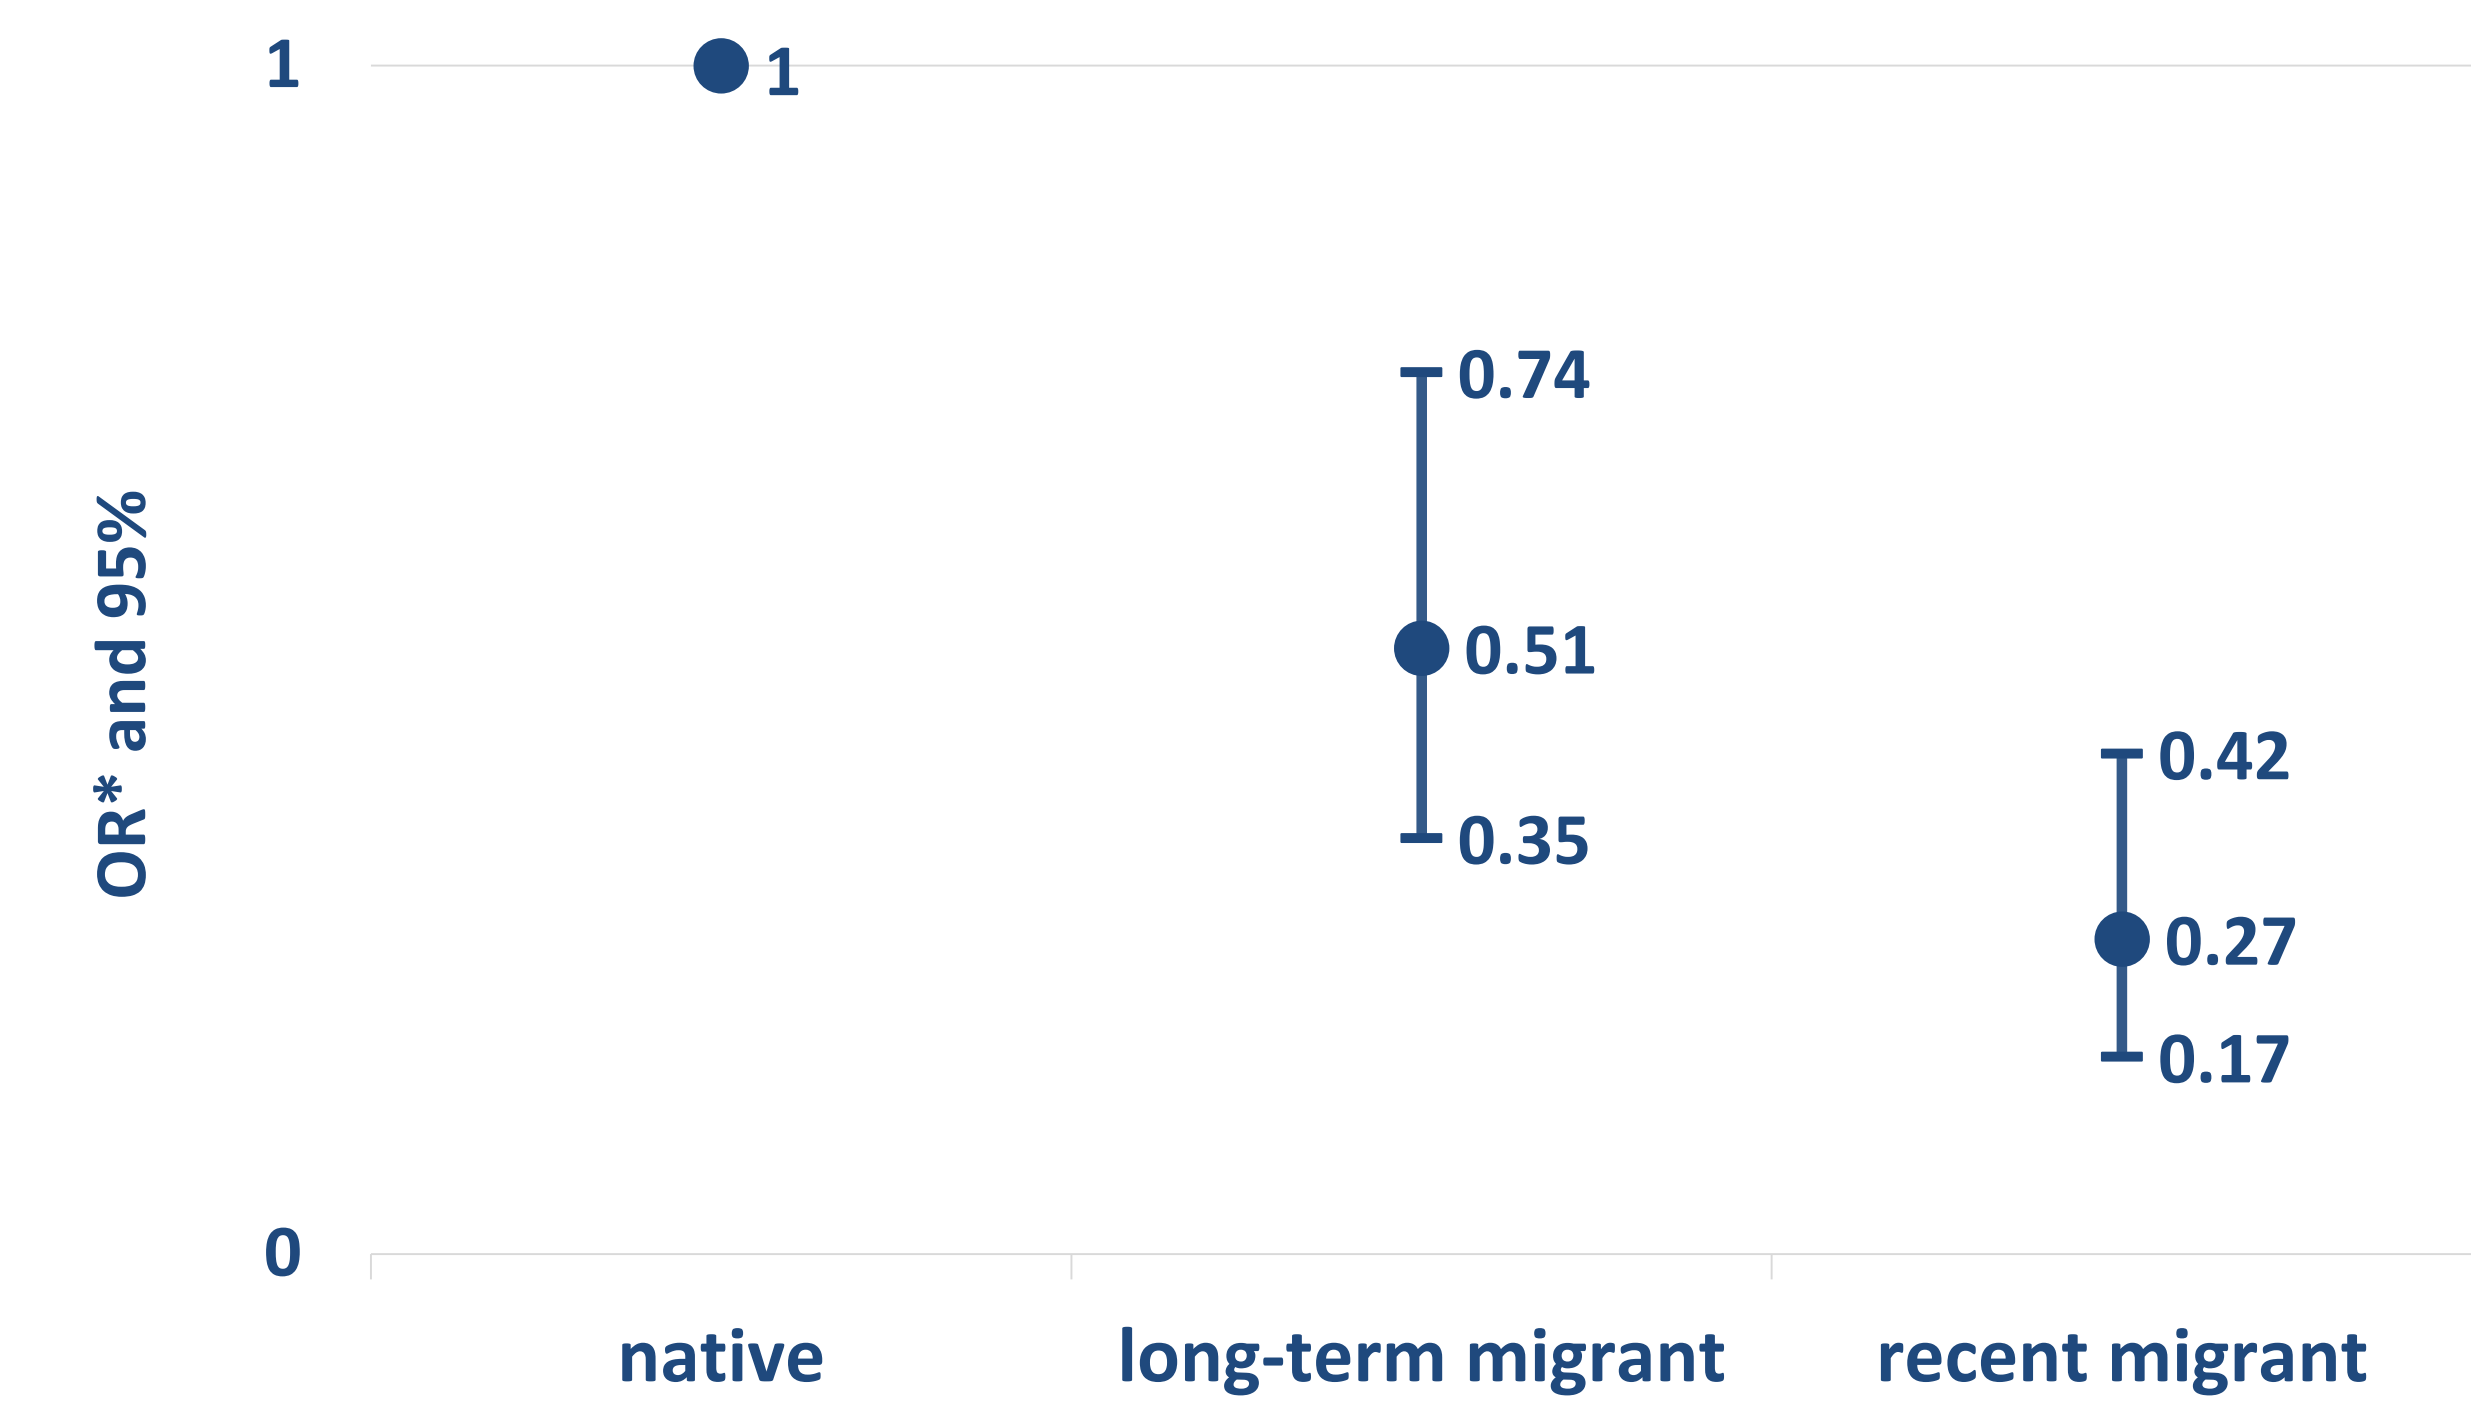 1
1
0.74
OR* and 95%
0.51
0.42
0.35
0.27
0.17
0
native
long-term migrant
recent migrant